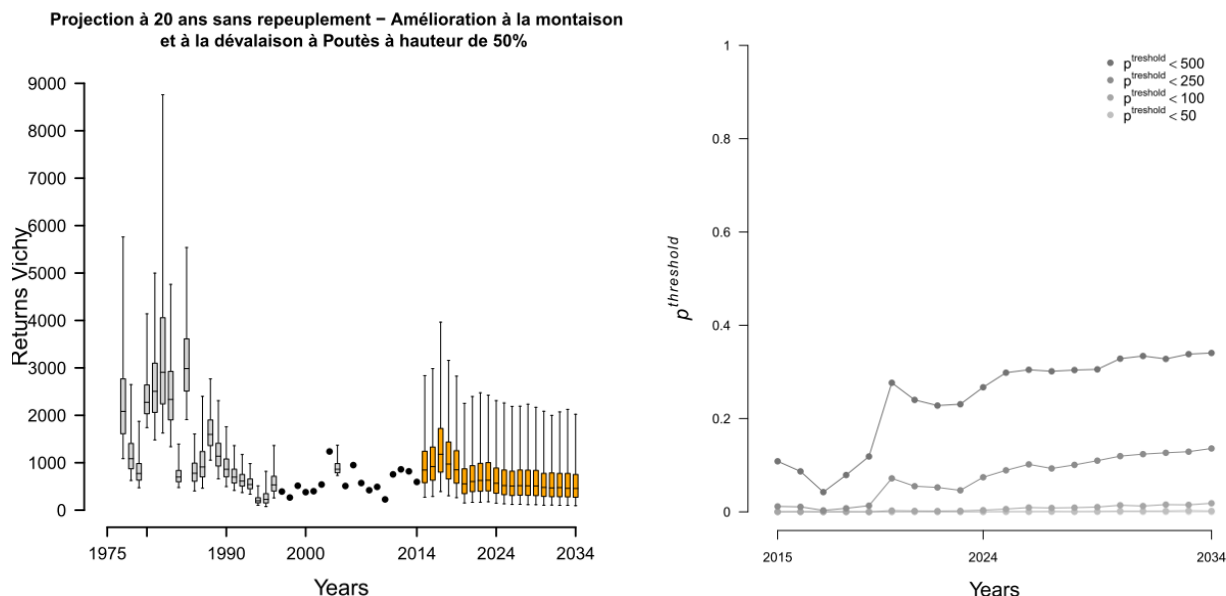 Projection à 20 ans sans repeuplement – Amélioration à la montaison
et à la dévalaison à Poutès à hauteur de 50%
Returns Vichy
9000
8000
7000
6000
5000
4000
3000
2000
1000
0
1975
1990
2000
2014
2024
2034
Years
p^threshold
1
0.8
0.6
0.4
0.2
0
p^treshold < 500
p^treshold < 250
p^treshold < 100
p^treshold < 50
2015
2024
2034
Years